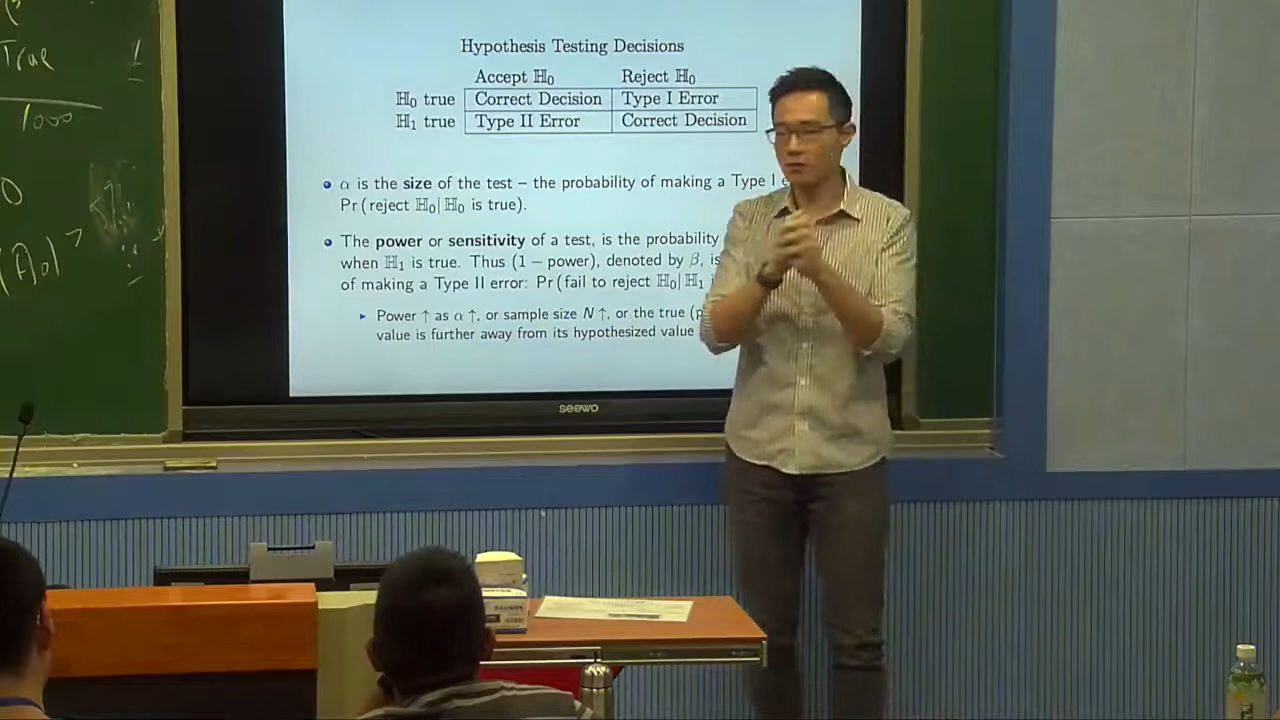 True
1000
Hypothesis Testing Decisions
Accept ℍ₀ Reject ℍ₀
ℍ₀ true Correct Decision Type I Error
ℍ₁ true Type II Error Correct Decision
• α is the size of the test – the probability of making a Type I
Pr(reject ℍ₀| ℍ₀ is true).
• The power or sensitivity of a test, is the probability
when ℍ₁ is true. Thus (1 − power), denoted by β, is
of making a Type II error: Pr(fail to reject ℍ₀| ℍ₁
▸ Power ↑ as α ↑, or sample size N ↑, or the true
value is further away from its hypothesized value
seewo